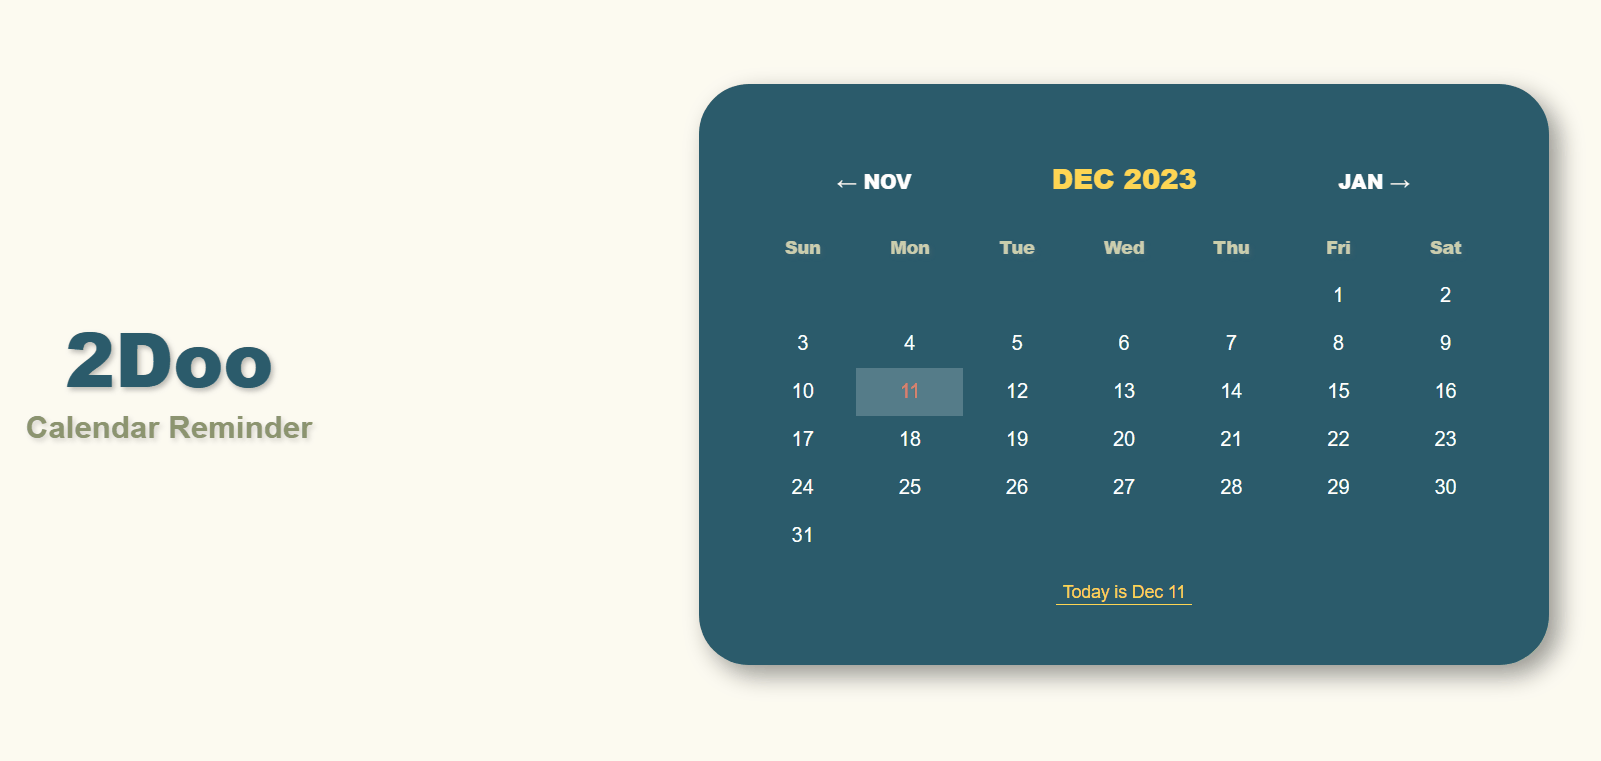 2Doo
Calendar Reminder
← NOV DEC 2023 JAN →
Sun Mon Tue Wed Thu Fri Sat
1 2
3 4 5 6 7 8 9
10 11 12 13 14 15 16
17 18 19 20 21 22 23
24 25 26 27 28 29 30
31
Today is Dec 11